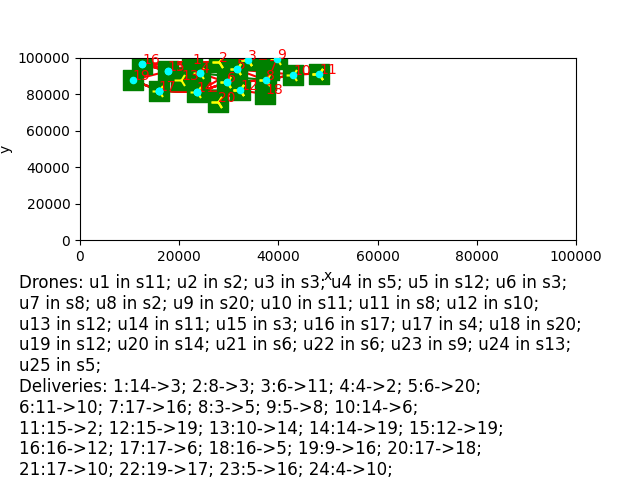 100000
80000
60000
40000
20000
0
y
16
1
2
3
9
0 20000 40000 60000 80000 100000
x
Drones: u1 in s11; u2 in s2; u3 in s3; u4 in s5; u5 in s12; u6 in s3;
u7 in s8; u8 in s2; u9 in s20; u10 in s11; u11 in s8; u12 in s10;
u13 in s12; u14 in s11; u15 in s3; u16 in s17; u17 in s4; u18 in s20;
u19 in s12; u20 in s14; u21 in s6; u22 in s6; u23 in s9; u24 in s13;
u25 in s5;
Deliveries: 1:14->3; 2:8->3; 3:6->11; 4:4->2; 5:6->20;
6:11->10; 7:17->16; 8:3->5; 9:5->8; 10:14->6;
11:15->2; 12:15->19; 13:10->14; 14:14->19; 15:12->19;
16:16->12; 17:17->6; 18:16->5; 19:9->16; 20:17->18;
21:17->10; 22:19->17; 23:5->16; 24:4->10;